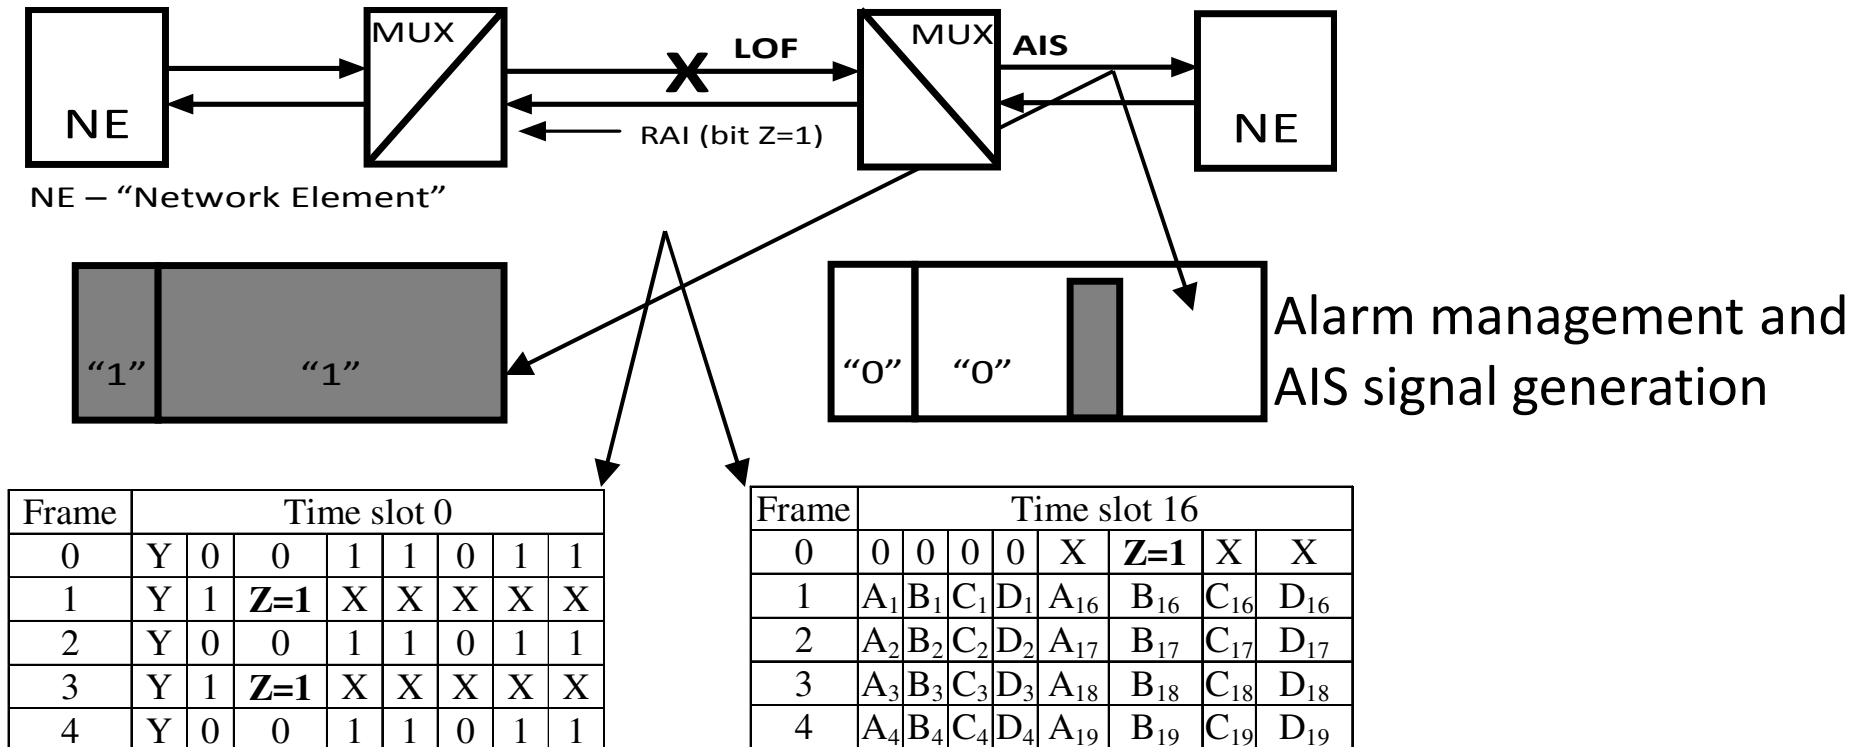 MUX MUX
LOF AIS
NE NE
RAI (bit Z=1)
NE – “Network Element”
“1” “1” “0” “0”
Alarm management and
AIS signal generation
Frame Time slot 0
0 Y 0 0 1 1 0 1 1
1 Y 1 Z=1 X X X X X
2 Y 0 0 1 1 0 1 1
3 Y 1 Z=1 X X X X X
4 Y 0 0 1 1 0 1 1
Frame Time slot 16
0 0 0 0 0 X Z=1 X X
1 A₁ B₁ C₁ D₁ A₁₆ B₁₆ C₁₆ D₁₆
2 A₂ B₂ C₂ D₂ A₁₇ B₁₇ C₁₇ D₁₇
3 A₃ B₃ C₃ D₃ A₁₈ B₁₈ C₁₈ D₁₈
4 A₄ B₄ C₄ D₄ A₁₉ B₁₉ C₁₉ D₁₉